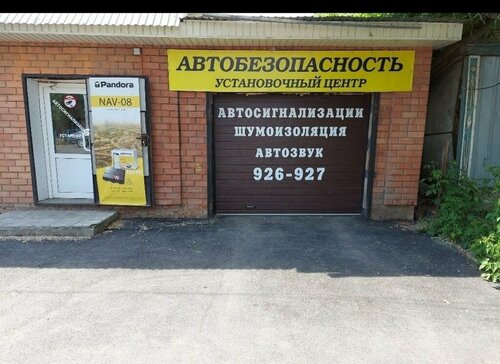 АВТОБЕЗОПАСНОСТЬ
УСТАНОВОЧНЫЙ ЦЕНТР
Pandora
NAV-08
АВТОСИГНАЛИЗАЦИИ
ШУМОИЗОЛЯЦИЯ
АВТОЗВУК
926-927